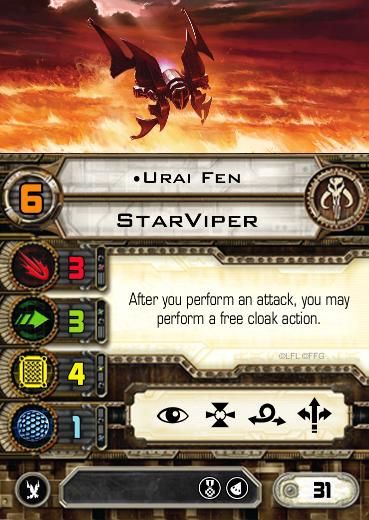 •Urai Fen
6
StarViper
3
After you perform an attack, you may
perform a free cloak action.
3
4
©LFL ©FFG
1
31